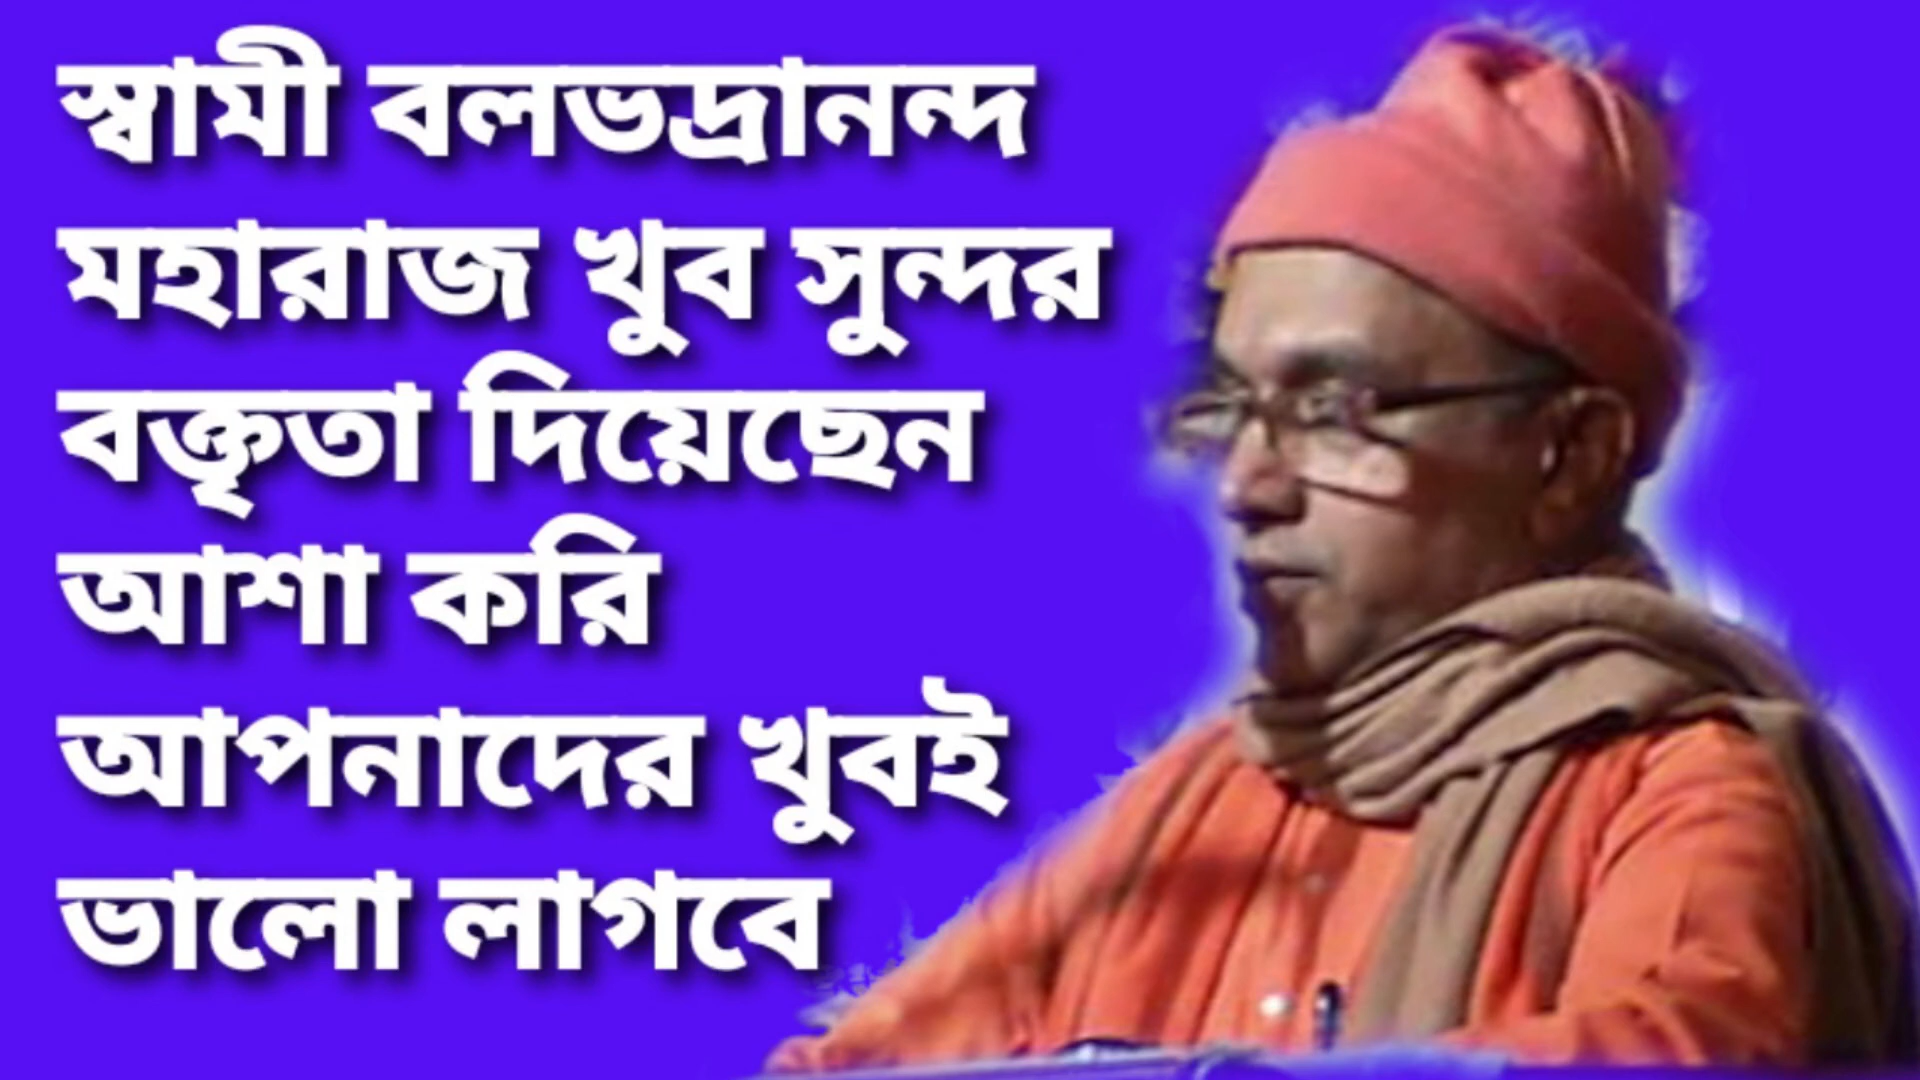 স্বামী বলভদ্রানন্দ
মহারাজ খুব সুন্দর
বক্তৃতা দিয়েছেন
আশা করি
আপনাদের খুবই
ভালো লাগবে